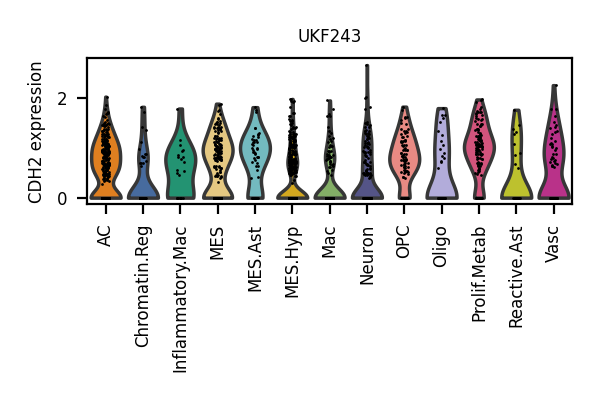 UKF243
CDH2 expression
2
0
AC
Chromatin.Reg
Inflammatory.Mac
MES
MES.Ast
MES.Hyp
Mac
Neuron
OPC
Oligo
Prolif.Metab
Reactive.Ast
Vasc